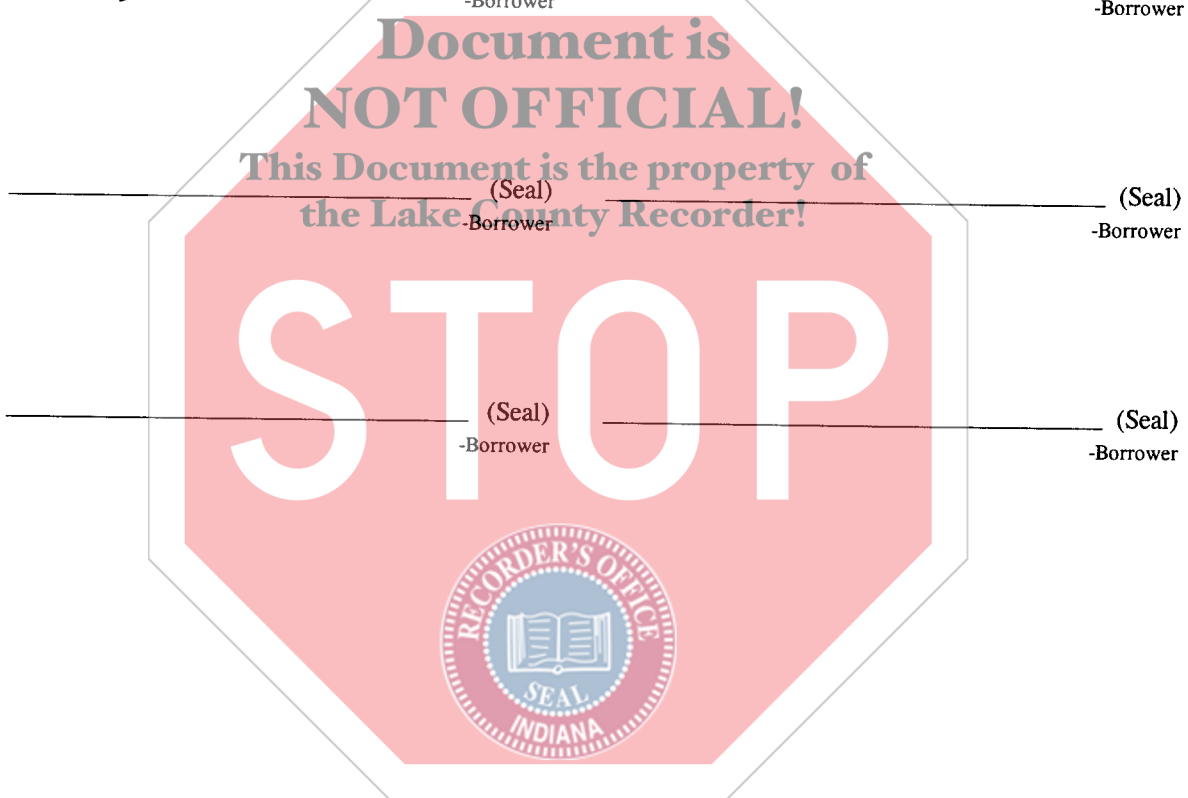 -Borrower
-Borrower
Document is
NOT OFFICIAL!
This Document is the property of
(Seal)
(Seal)
the Lake County Recorder!
-Borrower
-Borrower
STOP
(Seal)
(Seal)
-Borrower
-Borrower
RECORDER'S OFFICE
SEAL
INDIANA